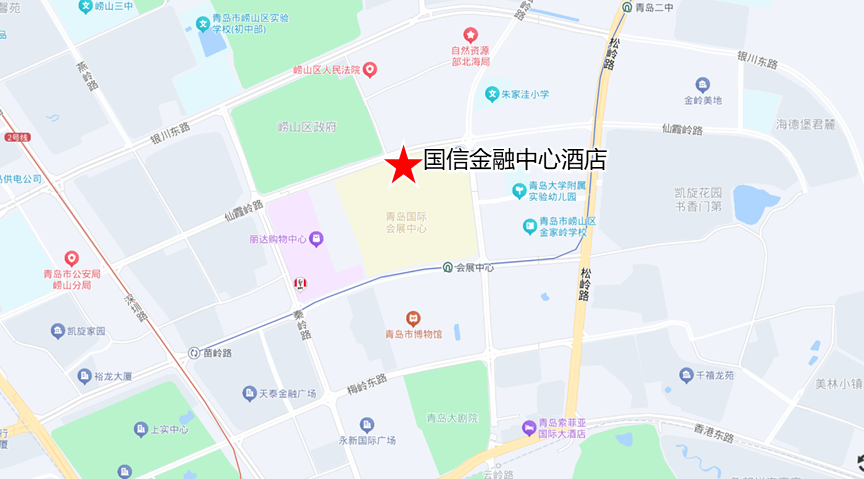 崂山三中
青岛二中
青岛市崂山区实验
学校(初中部)
松岭路
自然资源
部北海局
银川东路
燕岭路
崂山区人民法院
金岭美地
朱家洼小学
崂山区政府
海德堡君麓
2号线
银川东路
仙霞岭路
国信金融中心酒店
岛供电公司
青岛大学附属
实验幼儿园
凯旋花园
书香门第
仙霞岭路
青岛国际
会展中心
青岛市崂山区
金家岭学校
丽达购物中心
会展中心
青岛市公安局
崂山分局
松岭路
深圳路
秦岭路
凯旋家园
青岛市博物馆
苗岭路
裕龙大厦
千禧龙苑
美林小镇
梅岭东路
天泰金融广场
青岛大剧院
上实中心
永新国际广场
青岛索菲亚
国际大酒店
香港东路
云岭路